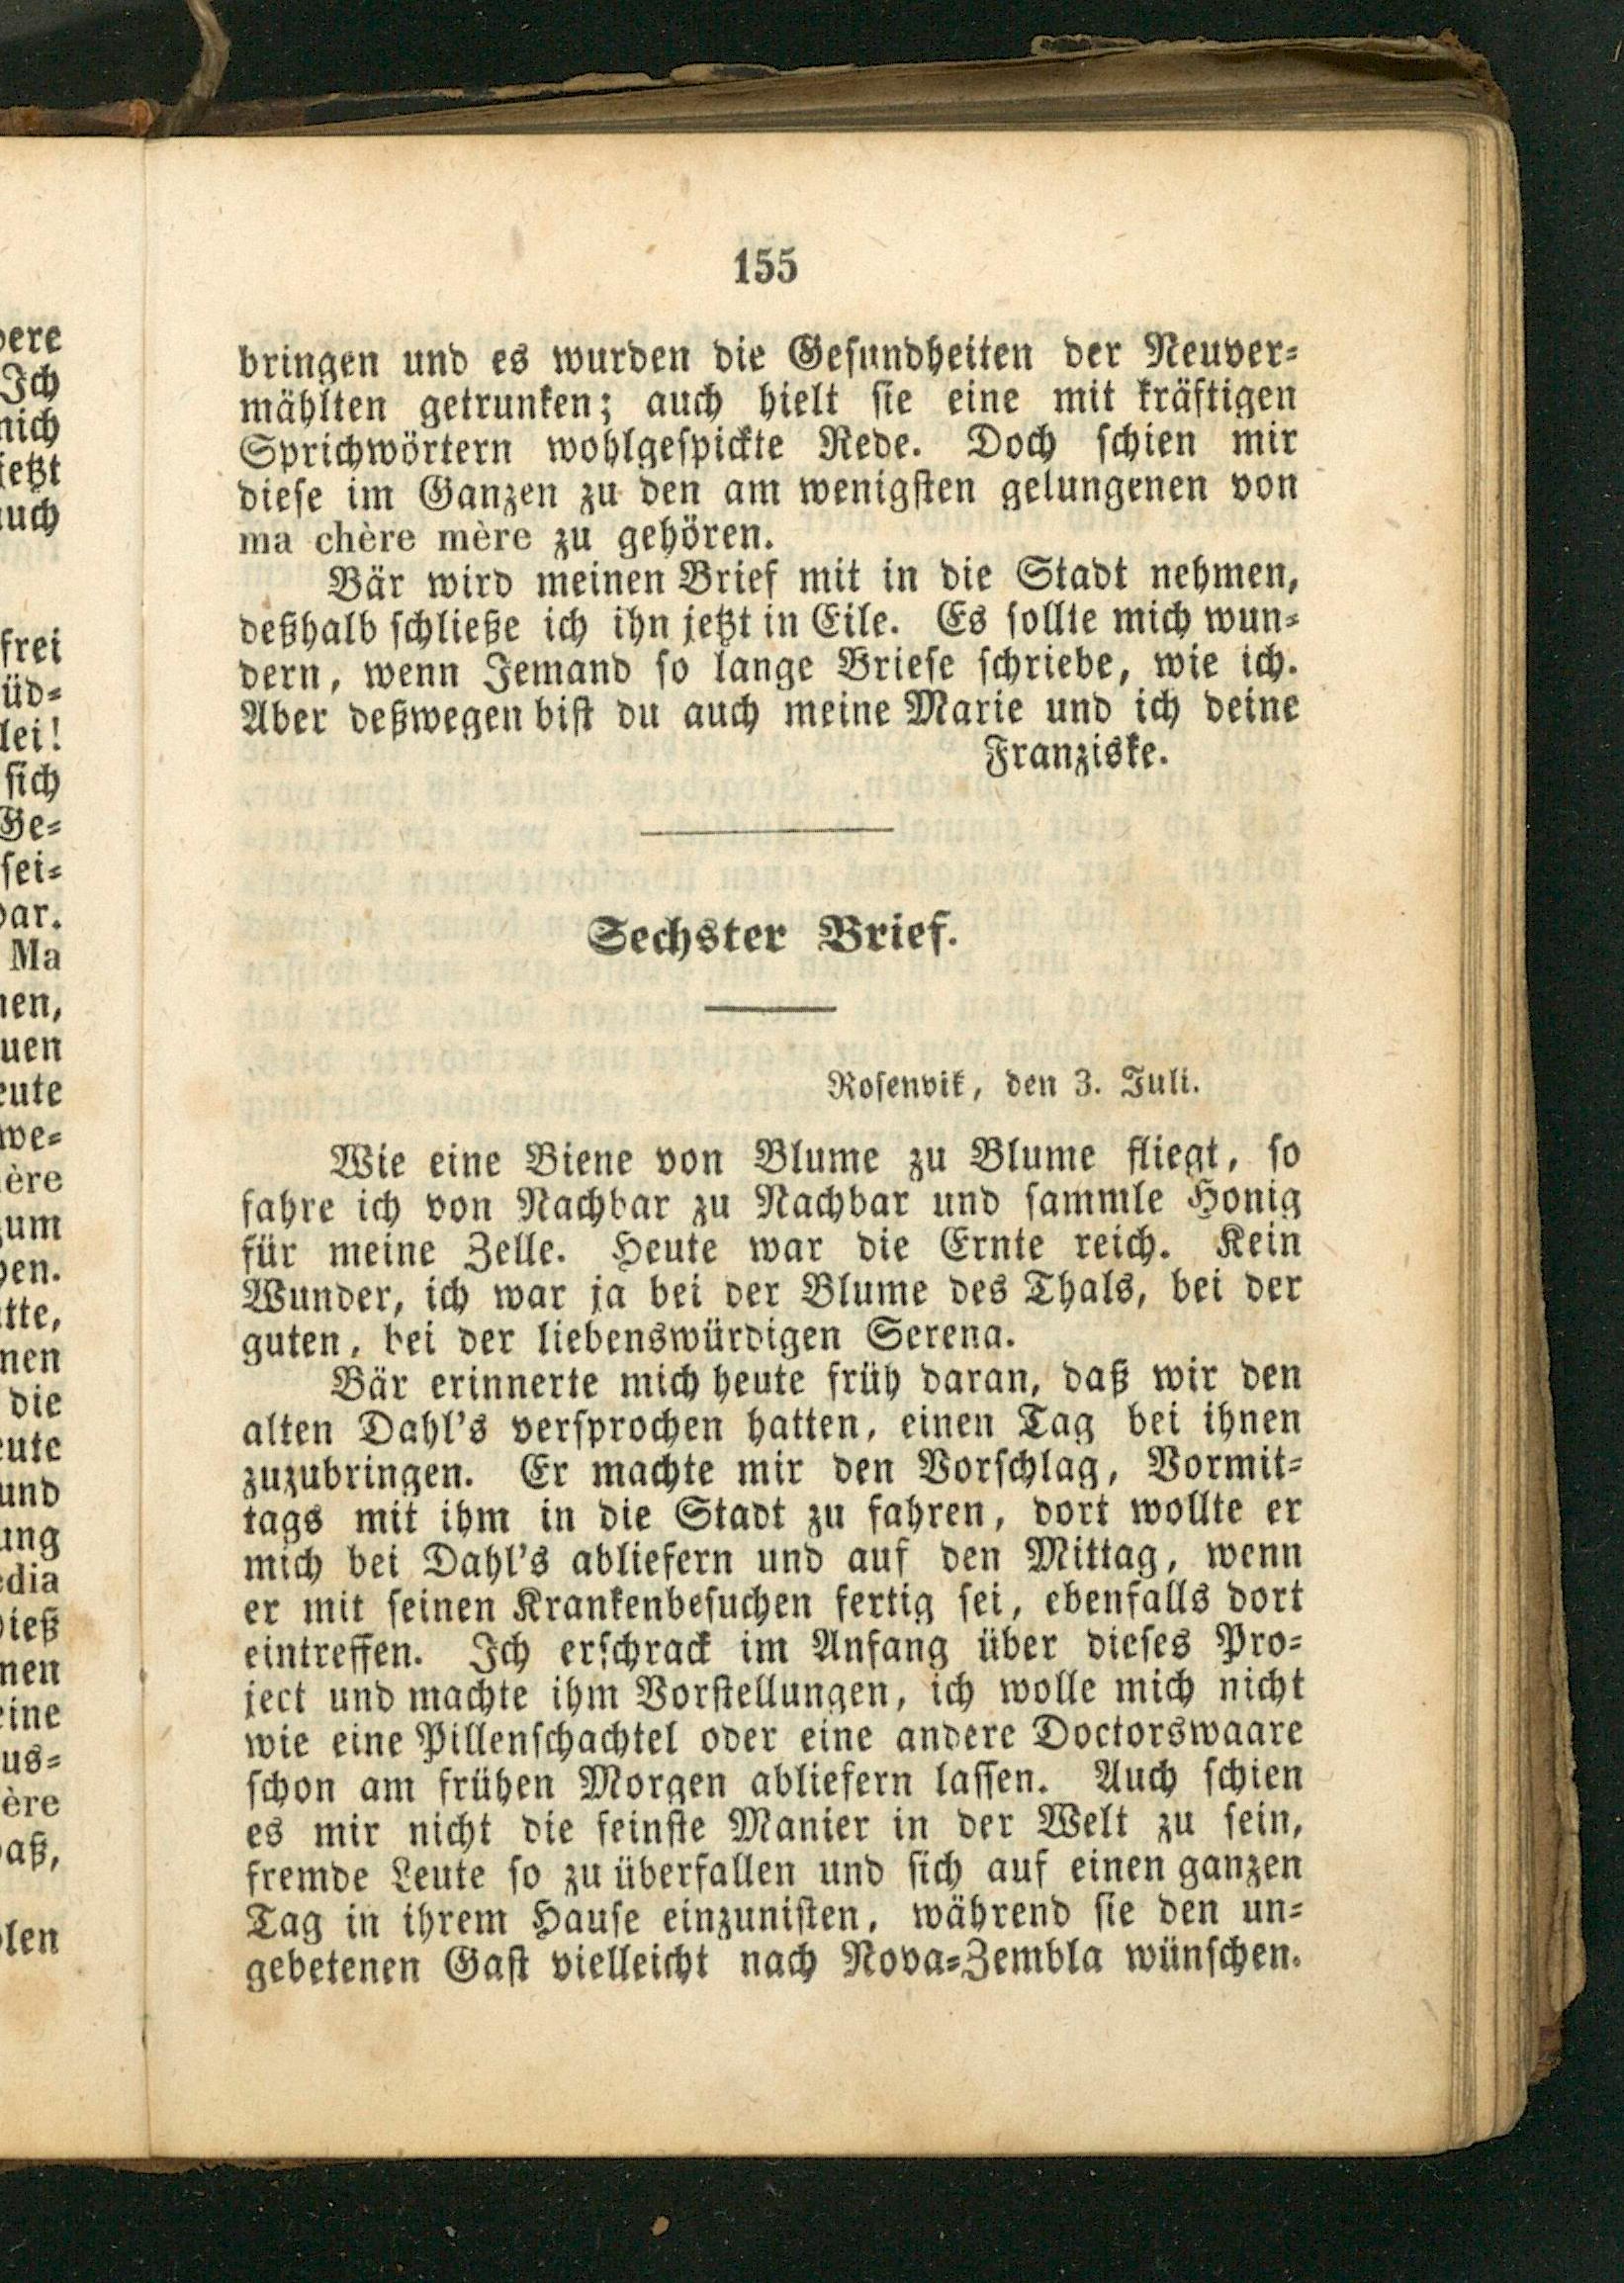 155
bringen und es wurden die Gesundheiten der Neuver-
mählten getrunken; auch hielt sie eine mit kräftigen
Sprichwörtern wohlgespickte Rede. Doch schien mir
diese im Ganzen zu den am wenigsten gelungenen von
ma chère mère zu gehören.
Bär wird meinen Brief mit in die Stadt nehmen,
deßhalb schließe ich ihn jetzt in Eile. Es sollte mich wun-
dern, wenn Jemand so lange Briefe schriebe, wie ich.
Aber deßwegen bist du auch meine Marie und ich deine
Franziske.
Sechster Brief.
Rosenvik, den 3. Juli.
Wie eine Biene von Blume zu Blume fliegt, so
fahre ich von Nachbar zu Nachbar und sammle Honig
für meine Zelle. Heute war die Ernte reich. Kein
Wunder, ich war ja bei der Blume des Thals, bei der
guten, bei der liebenswürdigen Serena.
Bär erinnerte mich heute früh daran, daß wir den
alten Dahl's versprochen hatten, einen Tag bei ihnen
zuzubringen. Er machte mir den Vorschlag, Vormit-
tags mit ihm in die Stadt zu fahren, dort wollte er
mich bei Dahl's abliefern und auf den Mittag, wenn
er mit seinen Krankenbesuchen fertig sei, ebenfalls dort
eintreffen. Ich erschrack im Anfang über dieses Pro-
ject und machte ihm Vorstellungen, ich wolle mich nicht
wie eine Pillenschachtel oder eine andere Doctorswaare
schon am frühen Morgen abliefern lassen. Auch schien
es mir nicht die feinste Manier in der Welt zu sein,
fremde Leute so zu überfallen und sich auf einen ganzen
Tag in ihrem Hause einzunisten, während sie den un-
gebetenen Gast vielleicht nach Nova-Zembla wünschen.